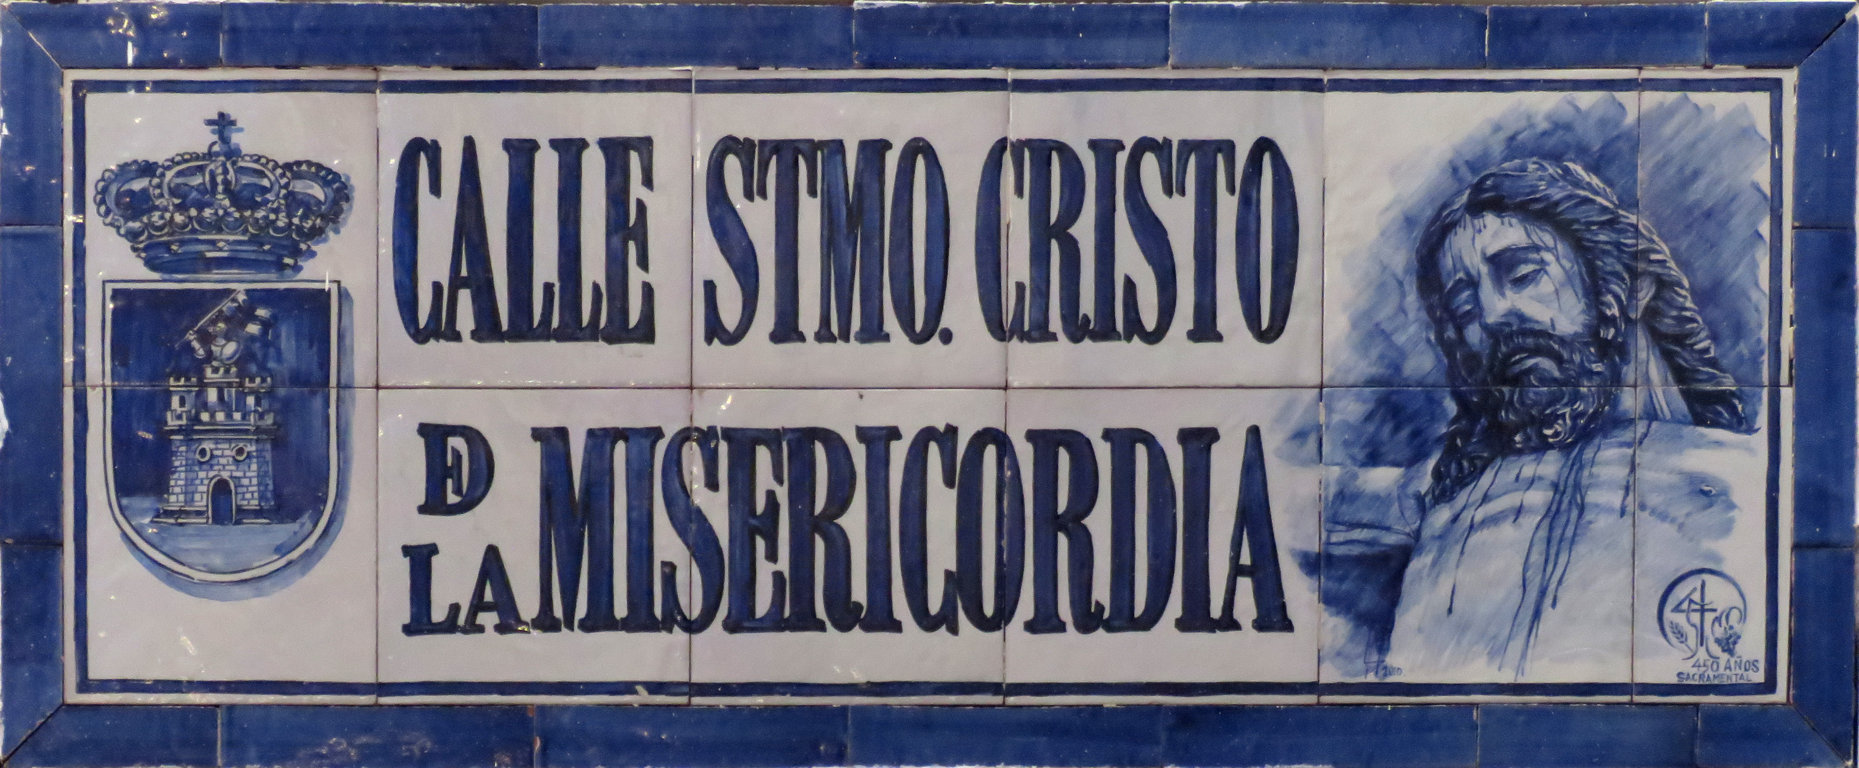 CALLE STMO. CRISTO
DE LA MISERICORDIA
450 AÑOS
SACRAMENTAL